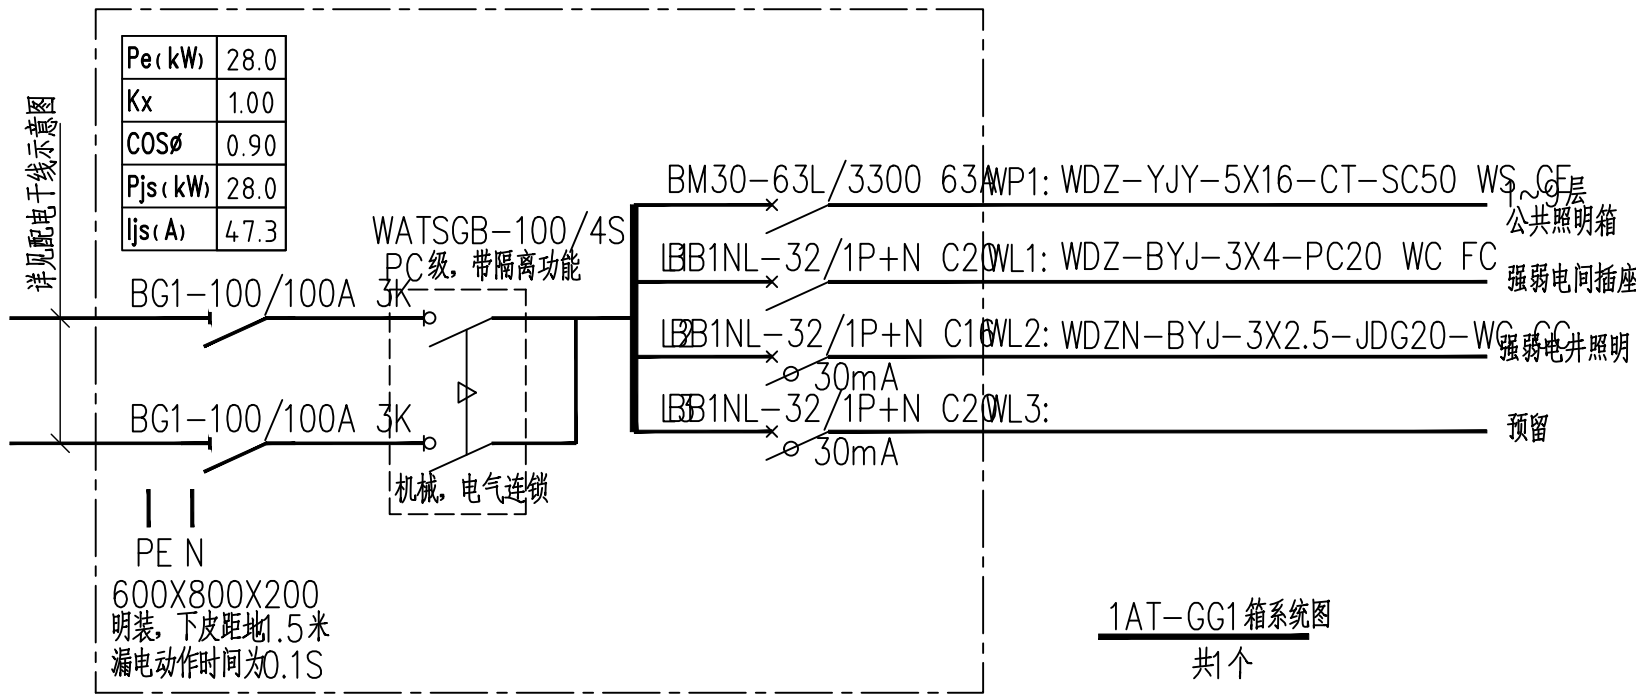 Pe(kW) 28.0
Kx 1.00
COSø 0.90
Pjs(kW) 28.0
Ijs(A) 47.3
详见配电干线示意图
WATSGB-100/4S
PC级，带隔离功能
BG1-100/100A 3K
BG1-100/100A 3K
机械，电气连锁
BM30-63L/3300 63A WP1: WDZ-YJY-5X16-CT-SC50 WS CE
1~9层
公共照明箱
L1 BB1NL-32/1P+N C20 WL1: WDZ-BYJ-3X4-PC20 WC FC
强弱电间插座
L2 BB1NL-32/1P+N C16 WL2: WDZN-BYJ-3X2.5-JDG20-WC CC
强弱电井照明
30mA
L3 BB1NL-32/1P+N C20 WL3:
预留
30mA
PE N
600X800X200
明装，下皮距地1.5米
漏电动作时间为0.1S
1AT-GG1箱系统图
共1个